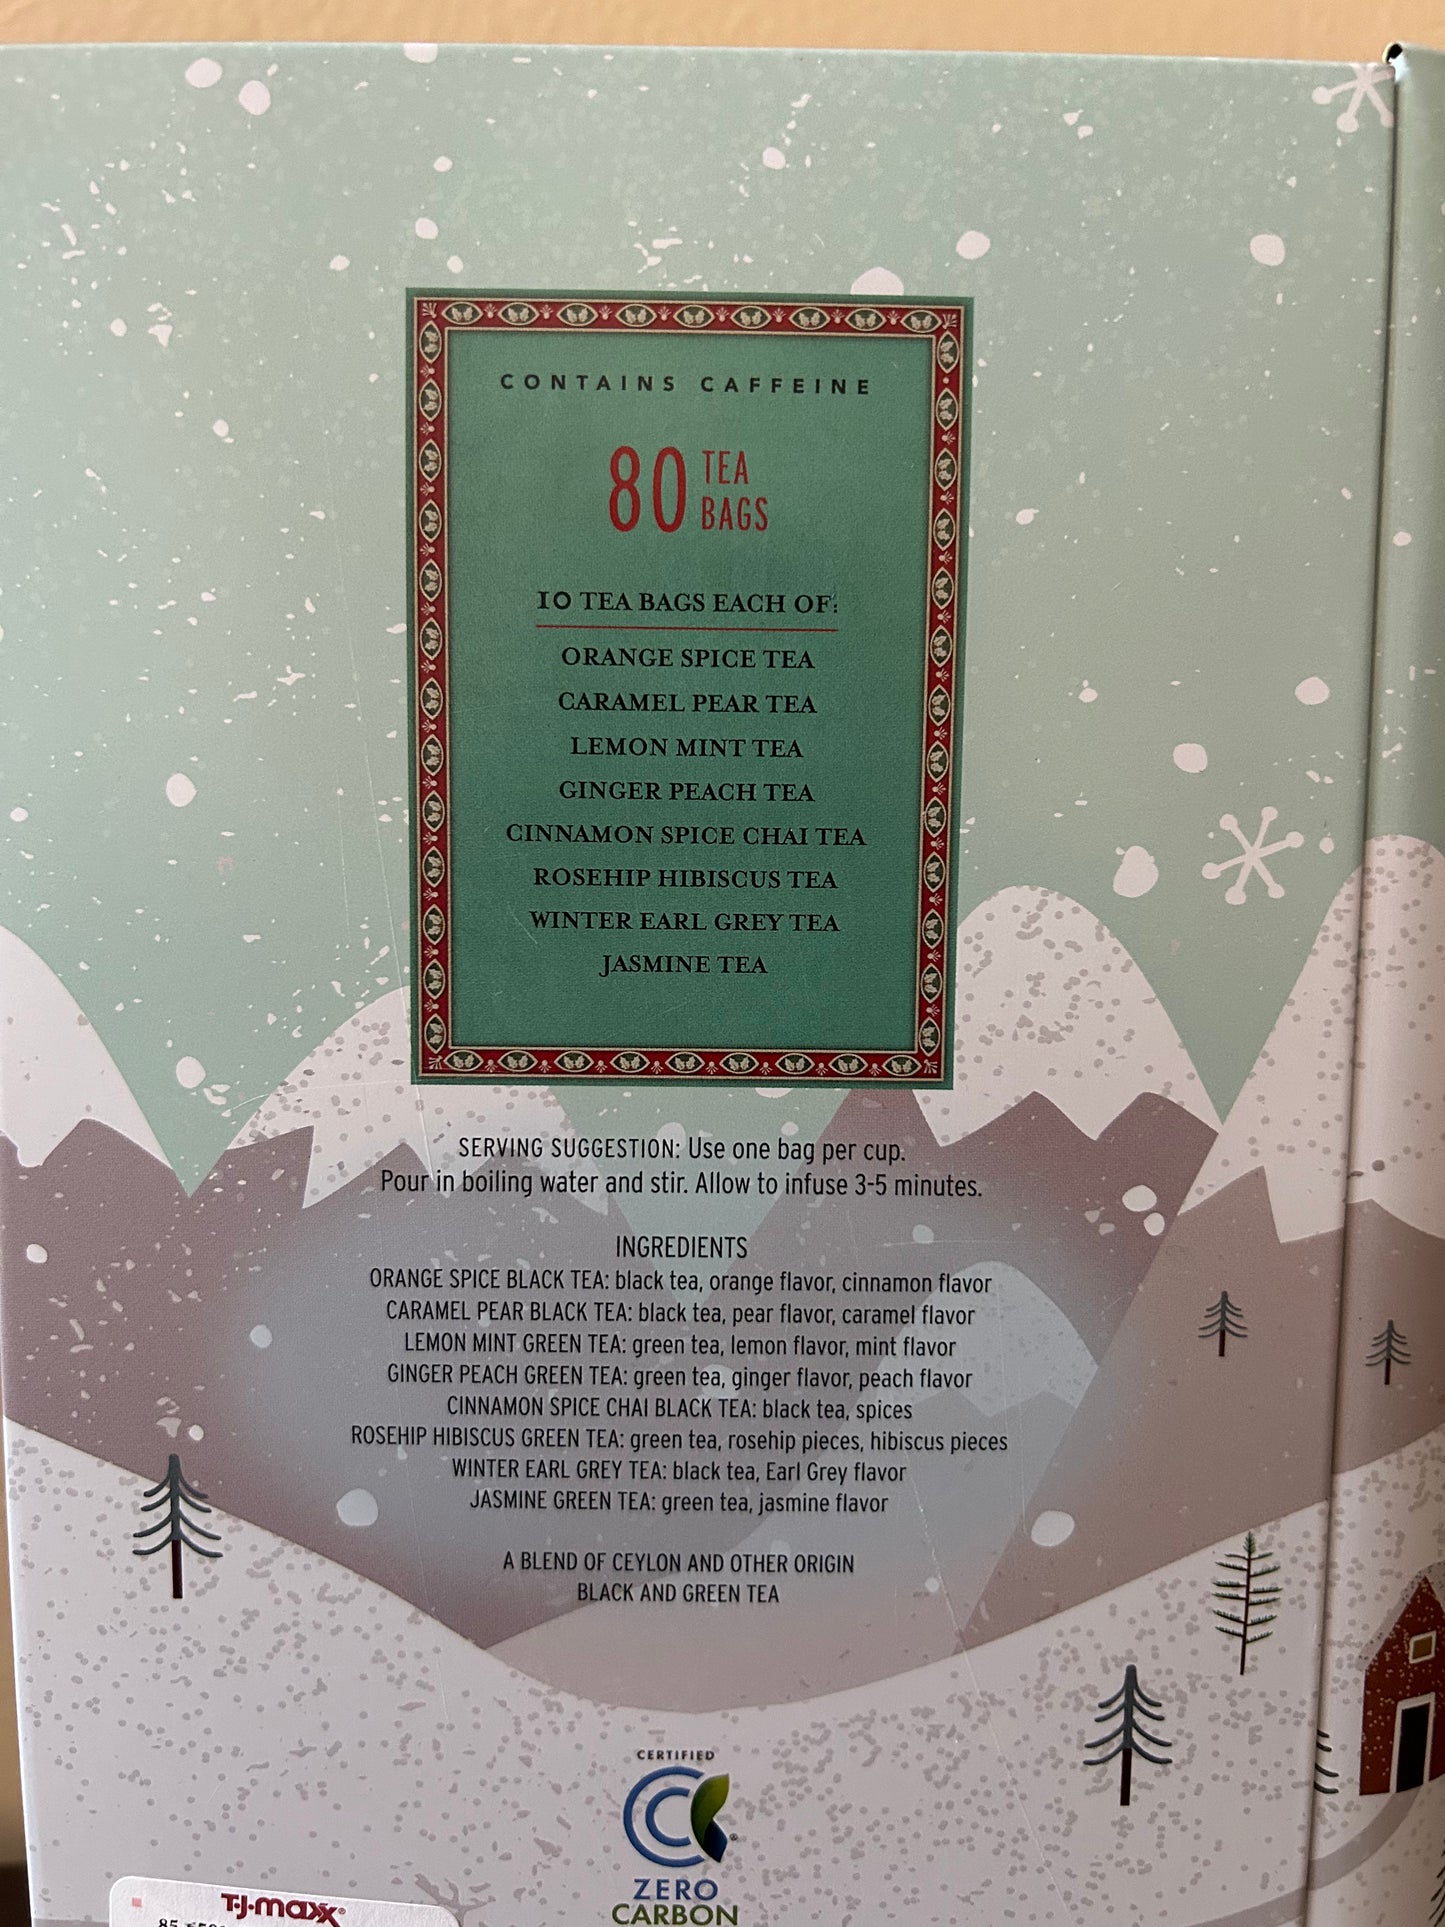 CONTAINS CAFFEINE
80 TEA
BAGS
10 TEA BAGS EACH OF:
ORANGE SPICE TEA
CARAMEL PEAR TEA
LEMON MINT TEA
GINGER PEACH TEA
CINNAMON SPICE CHAI TEA
ROSEHIP HIBISCUS TEA
WINTER EARL GREY TEA
JASMINE TEA
SERVING SUGGESTION: Use one bag per cup.
Pour in boiling water and stir. Allow to infuse 3-5 minutes.
INGREDIENTS
ORANGE SPICE BLACK TEA: black tea, orange flavor, cinnamon flavor
CARAMEL PEAR BLACK TEA: black tea, pear flavor, caramel flavor
LEMON MINT GREEN TEA: green tea, lemon flavor, mint flavor
GINGER PEACH GREEN TEA: green tea, ginger flavor, peach flavor
CINNAMON SPICE CHAI BLACK TEA: black tea, spices
ROSEHIP HIBISCUS GREEN TEA: green tea, rosehip pieces, hibiscus pieces
WINTER EARL GREY TEA: black tea, Earl Grey flavor
JASMINE GREEN TEA: green tea, jasmine flavor
A BLEND OF CEYLON AND OTHER ORIGIN
BLACK AND GREEN TEA
CERTIFIED
ZERO
CARBON
T·J·maxx®